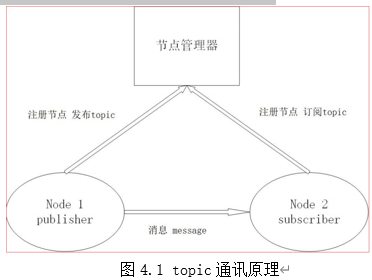 节点管理器
注册节点 发布topic
注册节点 订阅topic
Node 1
publisher
Node 2
subscriber
消息 message
图 4.1 topic 通讯原理